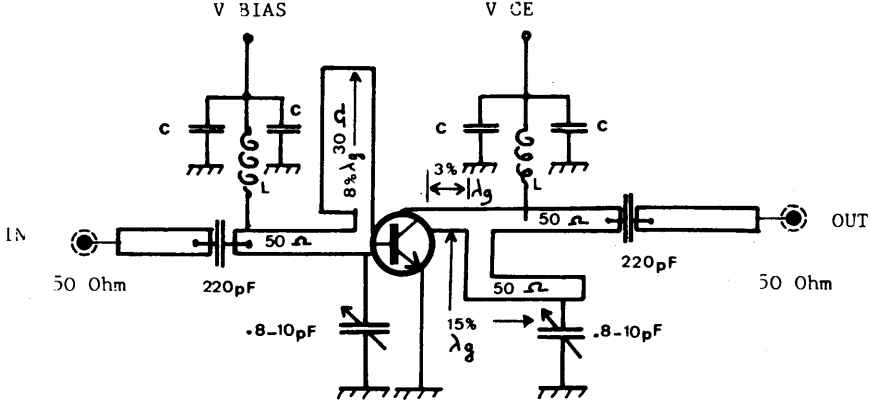 V BIAS
V CE
C
C
C
C
30 Ω
8% λg
L
L
3%
λg
IN
50 Ω
50 Ω
OUT
50 Ohm
220pF
220pF
50 Ohm
50 Ω
.8-10pF
15%
λg
.8-10pF